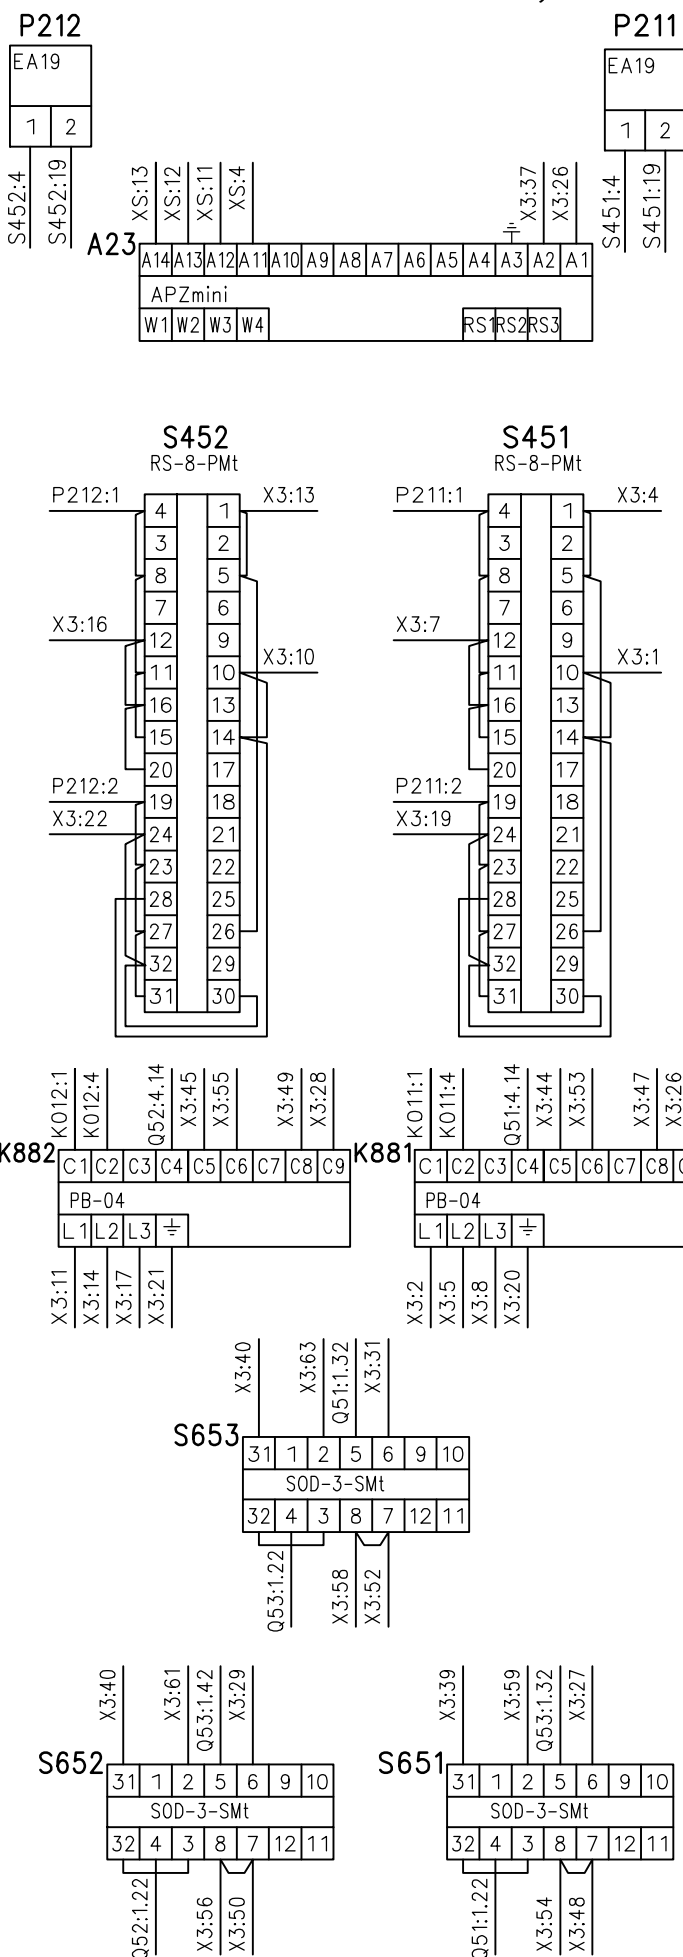 P212
P211
EA19
EA19
1 2
1 2
S452:4
S452:19
XS:13
XS:12
XS:11
XS:4
X3:37
X3:26
S451:4
S451:19
A23
A14 A13 A12 A11 A10 A9 A8 A7 A6 A5 A4 A3 A2 A1
APZmini
W1 W2 W3 W4 RS1 RS2 RS3
S452
RS-8-PMt
P212:1 4 1 X3:13
3 2
8 5
7 6
X3:16 12 9
11 10 X3:10
16 13
15 14
20 17
P212:2 19 18
X3:22 24 21
23 22
28 25
27 26
32 29
31 30
S451
RS-8-PMt
P211:1 4 1 X3:4
3 2
8 5
7 6
X3:7 12 9
11 10 X3:1
16 13
15 14
20 17
P211:2 19 18
X3:19 24 21
23 22
28 25
27 26
32 29
31 30
K012:1
K012:4
Q52:4.14
X3:45
X3:55
X3:49
X3:28
K882
C1 C2 C3 C4 C5 C6 C7 C8 C9
PB-04
L1 L2 L3
X3:11
X3:14
X3:17
X3:21
K011:1
K011:4
Q51:4.14
X3:44
X3:53
X3:47
X3:26
K881
C1 C2 C3 C4 C5 C6 C7 C8
PB-04
L1 L2 L3
X3:2
X3:5
X3:8
X3:20
X3:40
X3:63
Q51:1.32
X3:31
S653
31 1 2 5 6 9 10
SOD-3-SMt
32 4 3 8 7 12 11
Q53:1.22
X3:58
X3:52
X3:40
X3:61
Q53:1.42
X3:29
S652
31 1 2 5 6 9 10
SOD-3-SMt
32 4 3 8 7 12 11
Q52:1.22
X3:56
X3:50
X3:39
X3:59
Q53:1.32
X3:27
S651
31 1 2 5 6 9 10
SOD-3-SMt
32 4 3 8 7 12 11
Q51:1.22
X3:54
X3:48